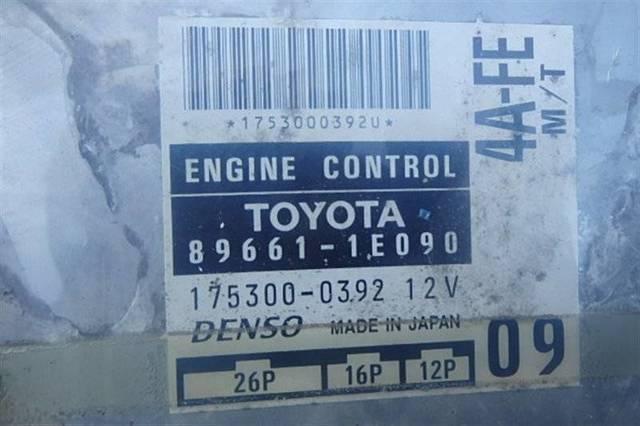 *1753000392U*
4A-FE
M/T
ENGINE CONTROL
TOYOTA
89661-1E090
175300-0392 12V
DENSO MADE IN JAPAN
09
26P 16P 12P